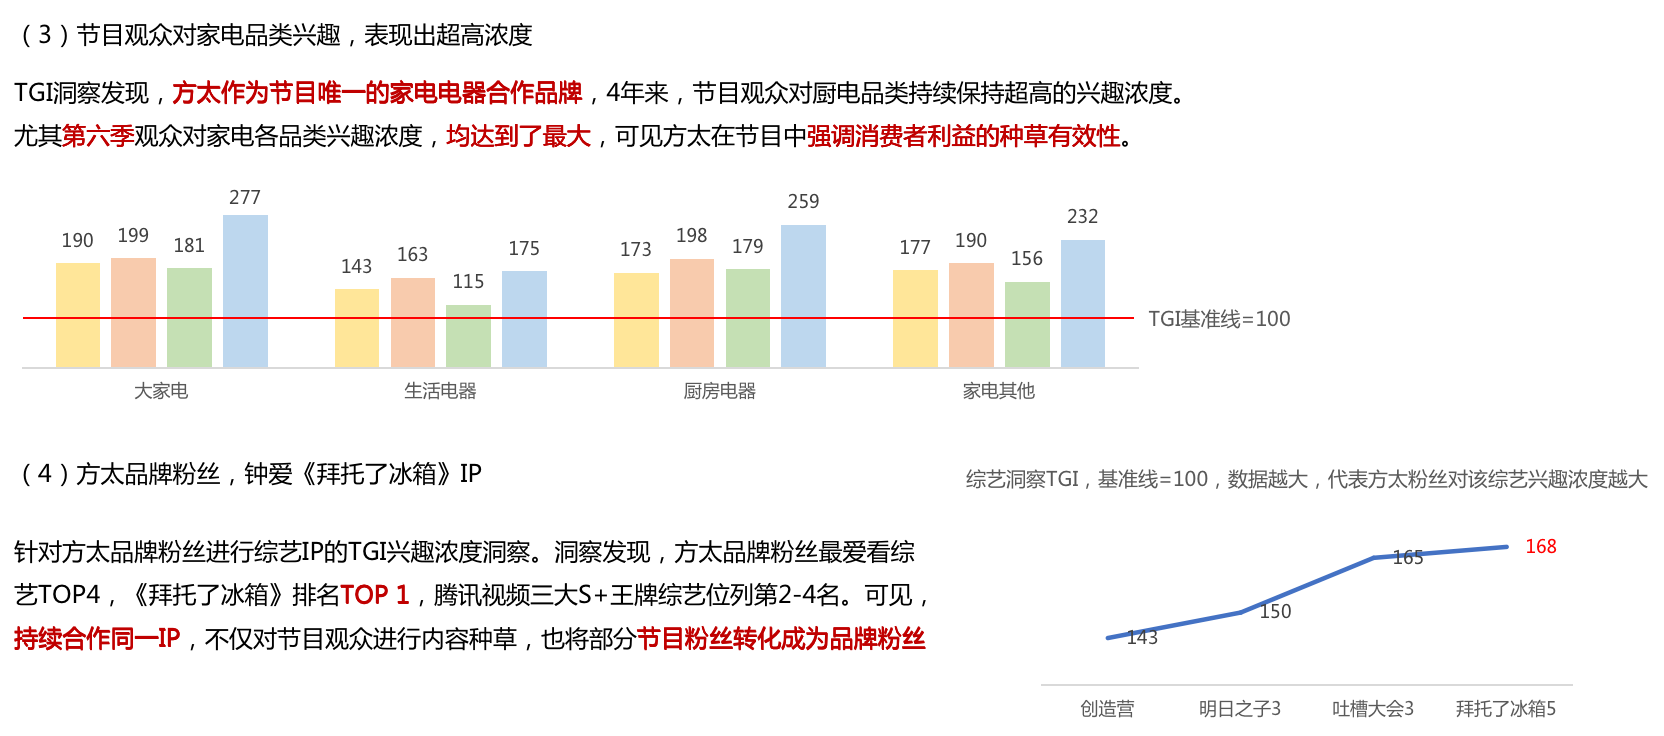 （3）节目观众对家电品类兴趣，表现出超高浓度
TGI洞察发现，方太作为节目唯一的家电电器合作品牌，4年来，节目观众对厨电品类持续保持超高的兴趣浓度。
尤其第六季观众对家电各品类兴趣浓度，均达到了最大，可见方太在节目中强调消费者利益的种草有效性。
190 199 181 277 143 163 115 175 173 198 179 259 177 190 156 232
TGI基准线=100
大家电 生活电器 厨房电器 家电其他
（4）方太品牌粉丝，钟爱《拜托了冰箱》IP
针对方太品牌粉丝进行综艺IP的TGI兴趣浓度洞察。洞察发现，方太品牌粉丝最爱看综
艺TOP4，《拜托了冰箱》排名TOP 1，腾讯视频三大S+王牌综艺位列第2-4名。可见，
持续合作同一IP，不仅对节目观众进行内容种草，也将部分节目粉丝转化成为品牌粉丝
综艺洞察TGI，基准线=100，数据越大，代表方太粉丝对该综艺兴趣浓度越大
143 150 165 168
创造营 明日之子3 吐槽大会3 拜托了冰箱5